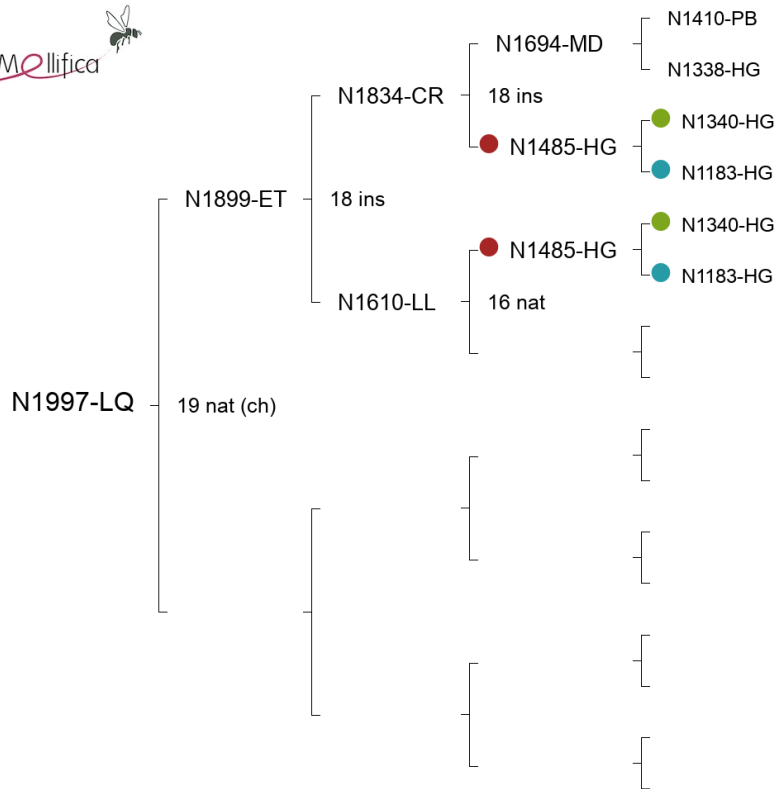 Mellifica
N1410-PB
N1694-MD
N1338-HG
N1834-CR
18 ins
N1340-HG
N1485-HG
N1183-HG
N1899-ET
18 ins
N1340-HG
N1485-HG
N1183-HG
N1610-LL
16 nat
N1997-LQ
19 nat (ch)